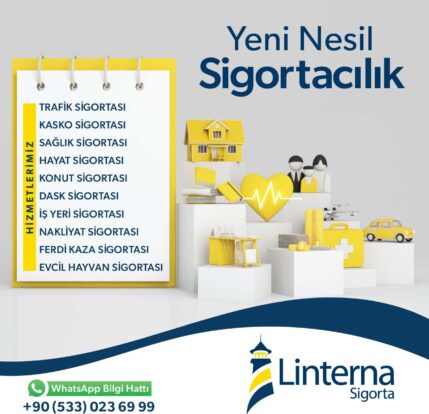 Yeni Nesil
Sigortacılık
HİZMETLERİMİZ
TRAFİK SİGORTASI
KASKO SİGORTASI
SAĞLIK SİGORTASI
HAYAT SİGORTASI
KONUT SİGORTASI
DASK SİGORTASI
İŞ YERİ SİGORTASI
NAKLİYAT SİGORTASI
FERDİ KAZA SİGORTASI
EVCİL HAYVAN SİGORTASI
WhatsApp Bilgi Hattı
+90 (533) 023 69 99
Linterna
Sigorta